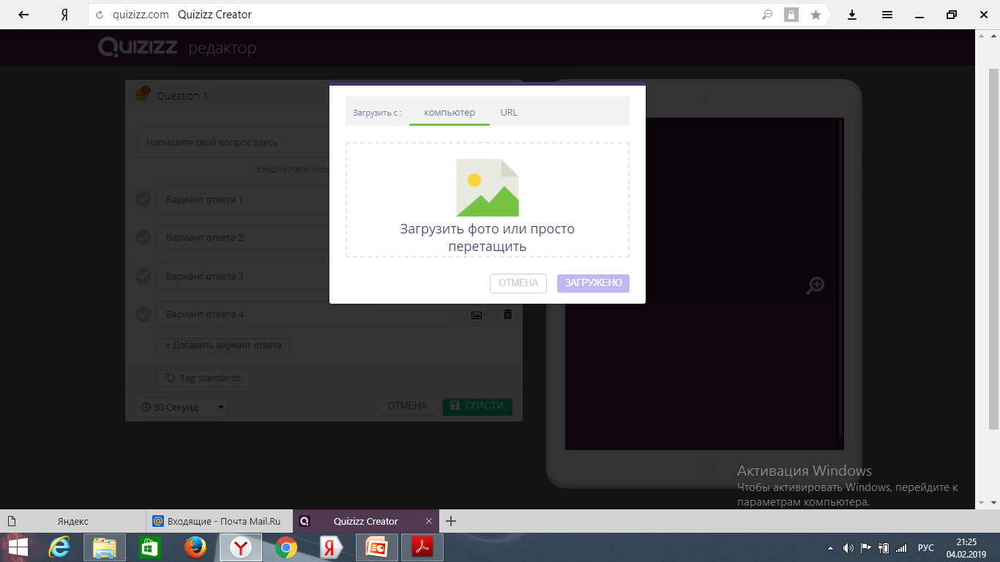 quizizz.com Quizizz Creator
QUIZIZZ редактор
Question 1
Напишите свой вопрос здесь
Введите параметры
Вариант ответа 1
Вариант ответа 2
Вариант ответа 3
Вариант ответа 4
or
+ Добавить вариант ответа
Tag standards
30 Секунд
ОТМЕНА
СПАСТИ
Загрузить с :
компьютер
URL
Загрузить фото или просто
перетащить
ОТМЕНА
ЗАГРУЖЕНО
Активация Windows
Чтобы активировать Windows, перейдите к
параметрам компьютера.
Яндекс
Входящие - Почта Mail.Ru
Quizizz Creator
РУС
21:25
04.02.2019